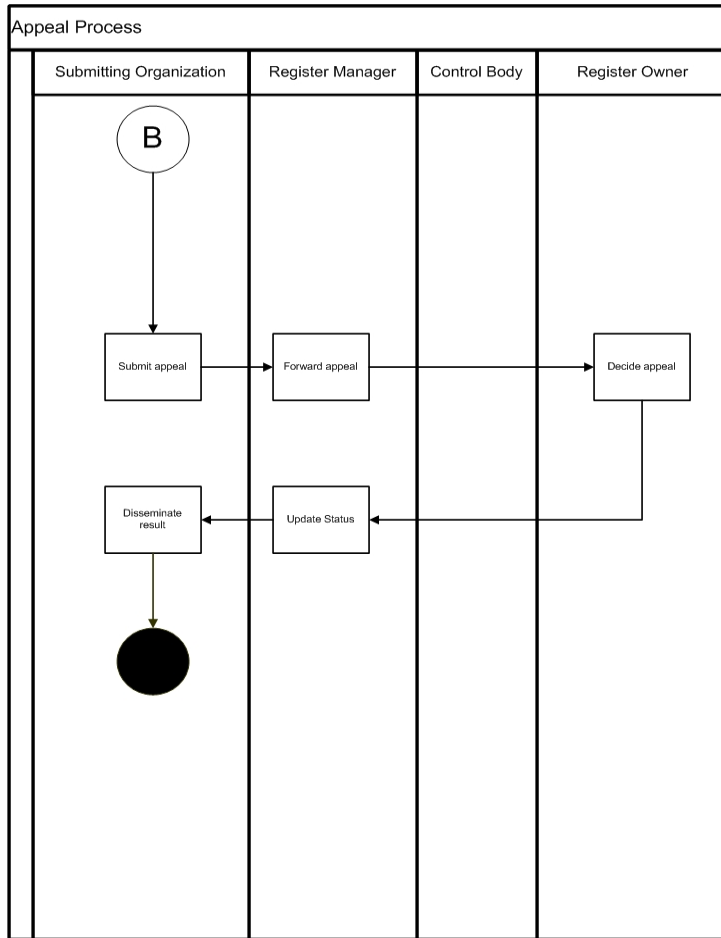 Appeal Process
Submitting Organization
Register Manager
Control Body
Register Owner
B
Submit appeal
Forward appeal
Decide appeal
Disseminate
result
Update Status